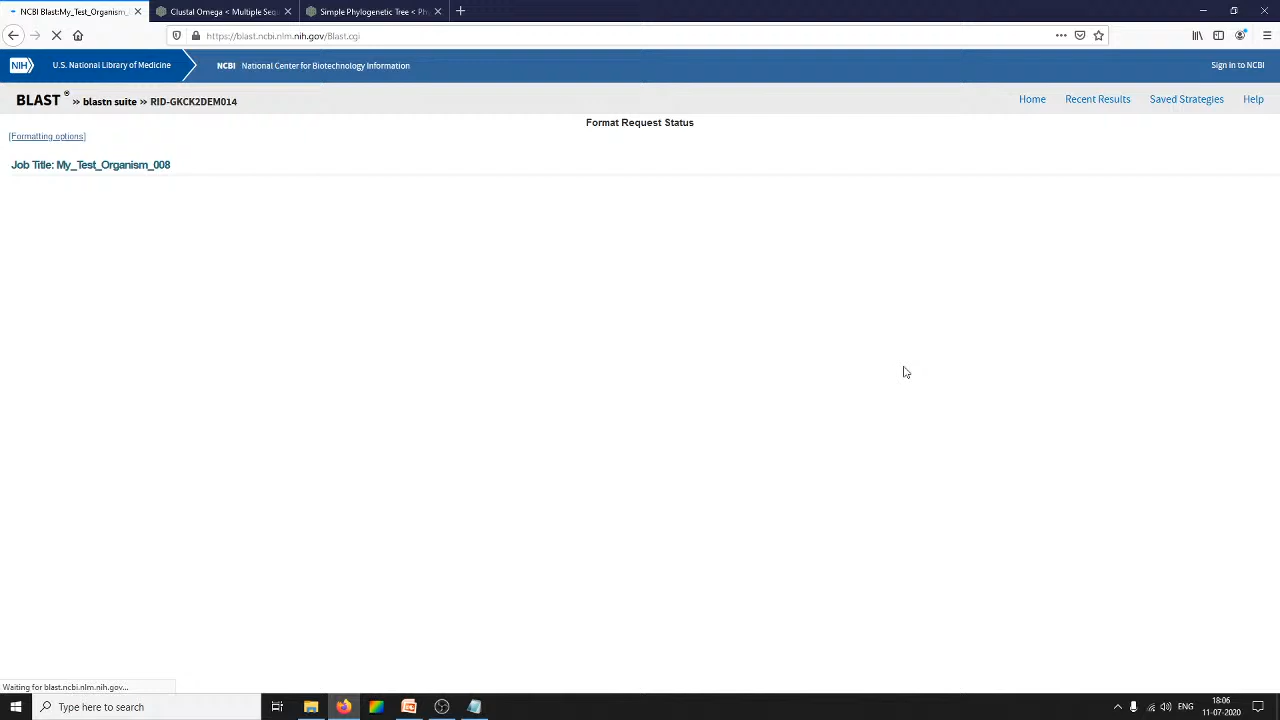 NCBI Blast:My_Test_Organism_
Clustal Omega < Multiple Seq
Simple Phylogenetic Tree < Ph
https://blast.ncbi.nlm.nih.gov/Blast.cgi
NIH U.S. National Library of Medicine NCBI National Center for Biotechnology Information Sign in to NCBI
BLAST ® » blastn suite » RID-GKCK2DEM014 Home Recent Results Saved Strategies Help
Format Request Status
[Formatting options]
Job Title: My_Test_Organism_008
Waiting for blast.ncbi.nlm.nih.gov...
Type here to search
ENG
18:06
11-07-2020